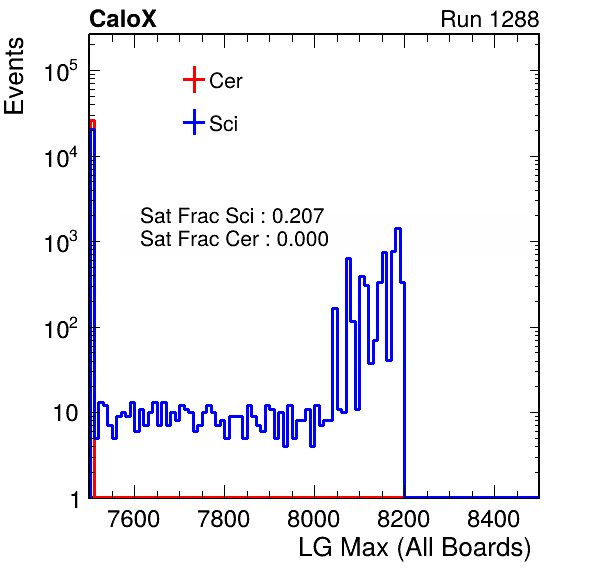 CaloX Run 1288
Events
10^5
10^4
10^3
10^2
10
1
Cer
Sci
Sat Frac Sci : 0.207
Sat Frac Cer : 0.000
7600 7800 8000 8200 8400
LG Max (All Boards)